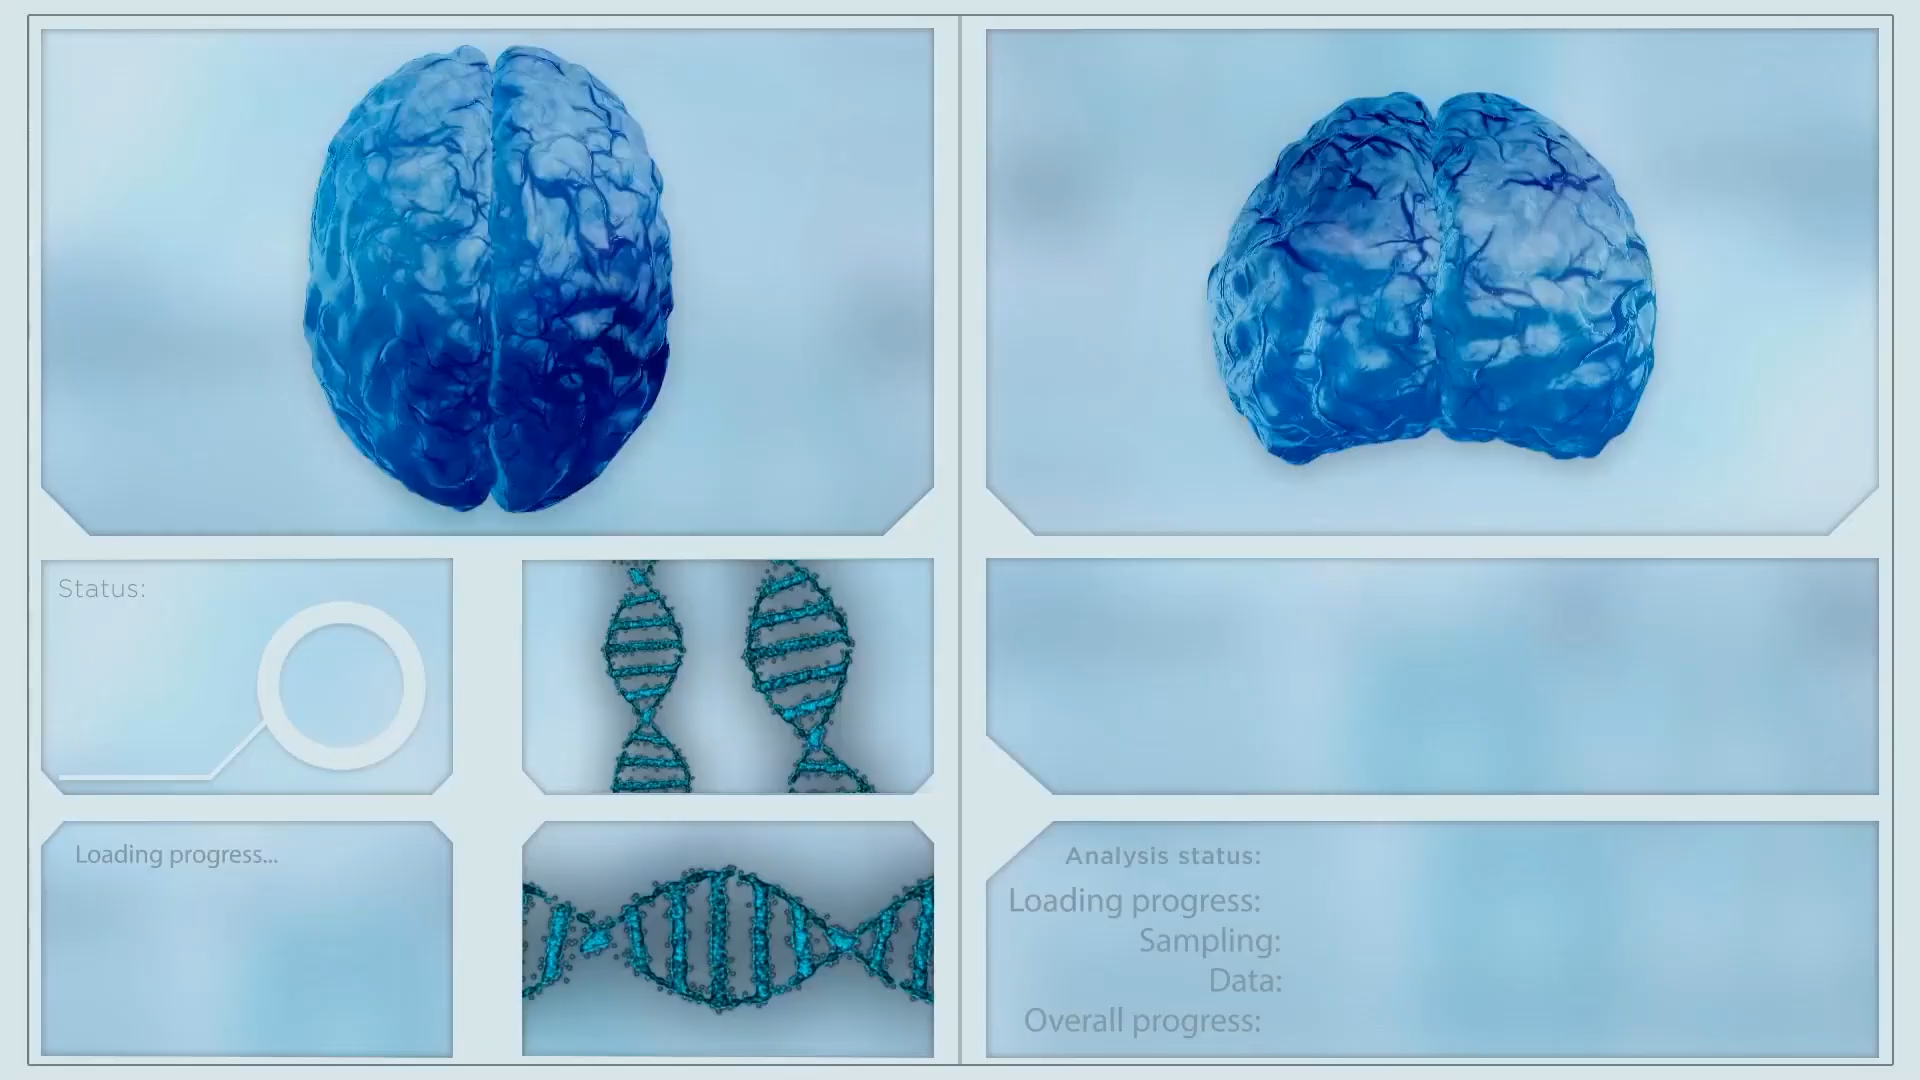 Status:
Loading progress...
Analysis status:
Loading progress:
Sampling:
Data:
Overall progress: